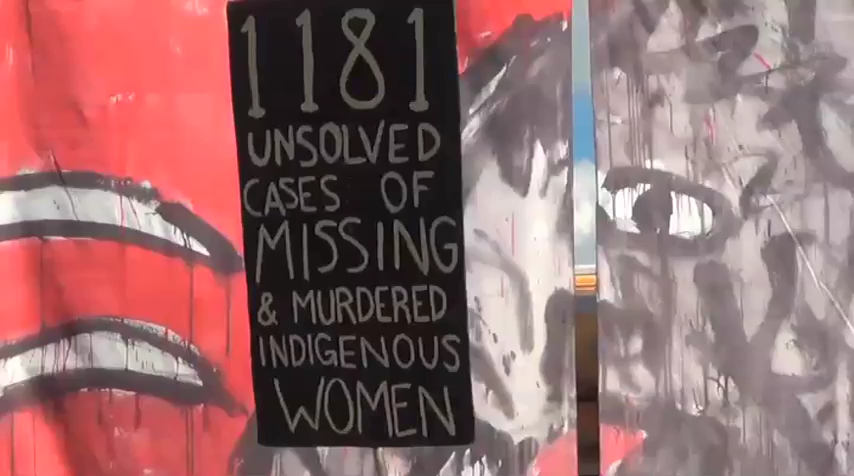 1181
UNSOLVED
CASES OF
MISSING
& MURDERED
INDIGENOUS
WOMEN